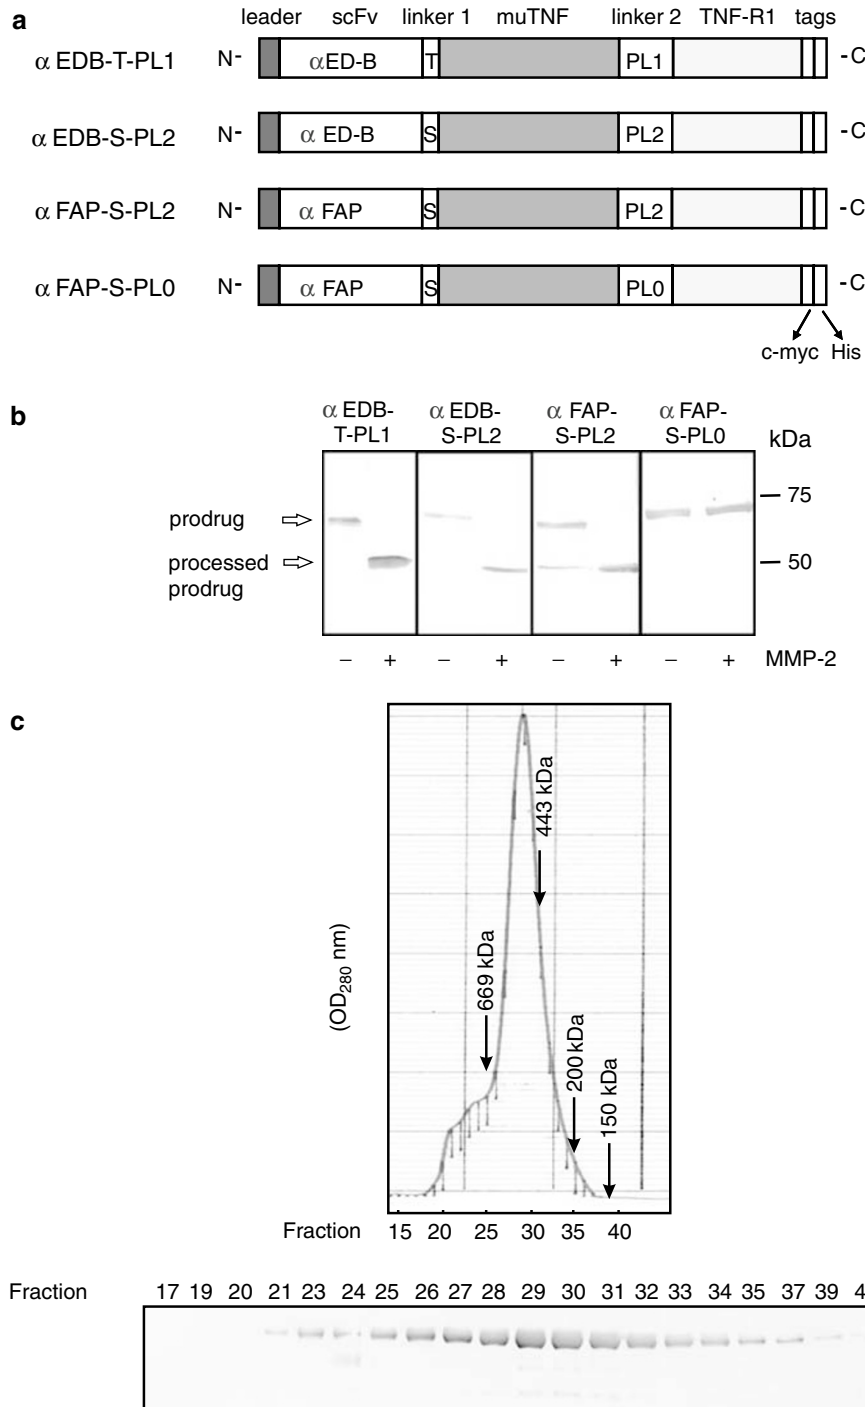 a
leader scFv linker 1 muTNF linker 2 TNF-R1 tags
α EDB-T-PL1 N- αED-B T PL1 -C
α EDB-S-PL2 N- α ED-B S PL2 -C
α FAP-S-PL2 N- α FAP S PL2 -C
α FAP-S-PL0 N- α FAP S PL0 -C
c-myc His
b
α EDB-T-PL1 α EDB-S-PL2 α FAP-S-PL2 α FAP-S-PL0 kDa
75
prodrug
processed prodrug
50
– + – + – + – + MMP-2
c
443 kDa
669 kDa
200 kDa
150 kDa
(OD280 nm)
Fraction 15 20 25 30 35 40
Fraction 17 19 20 21 23 24 25 26 27 28 29 30 31 32 33 34 35 37 39 4